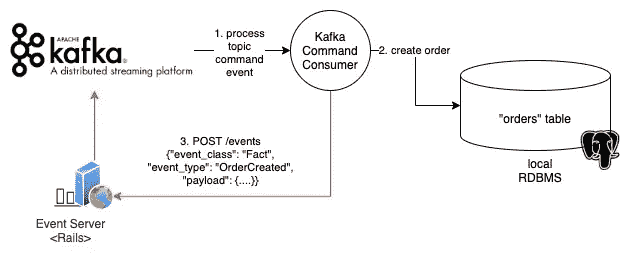 APACHE
kafka
A distributed streaming platform
1. process
topic
command
event
Kafka
Command
Consumer
2. create order
"orders" table
local
RDBMS
3. POST /events
{"event_class": "Fact",
"event_type": "OrderCreated",
"payload": {....}}
Event Server
<Rails>